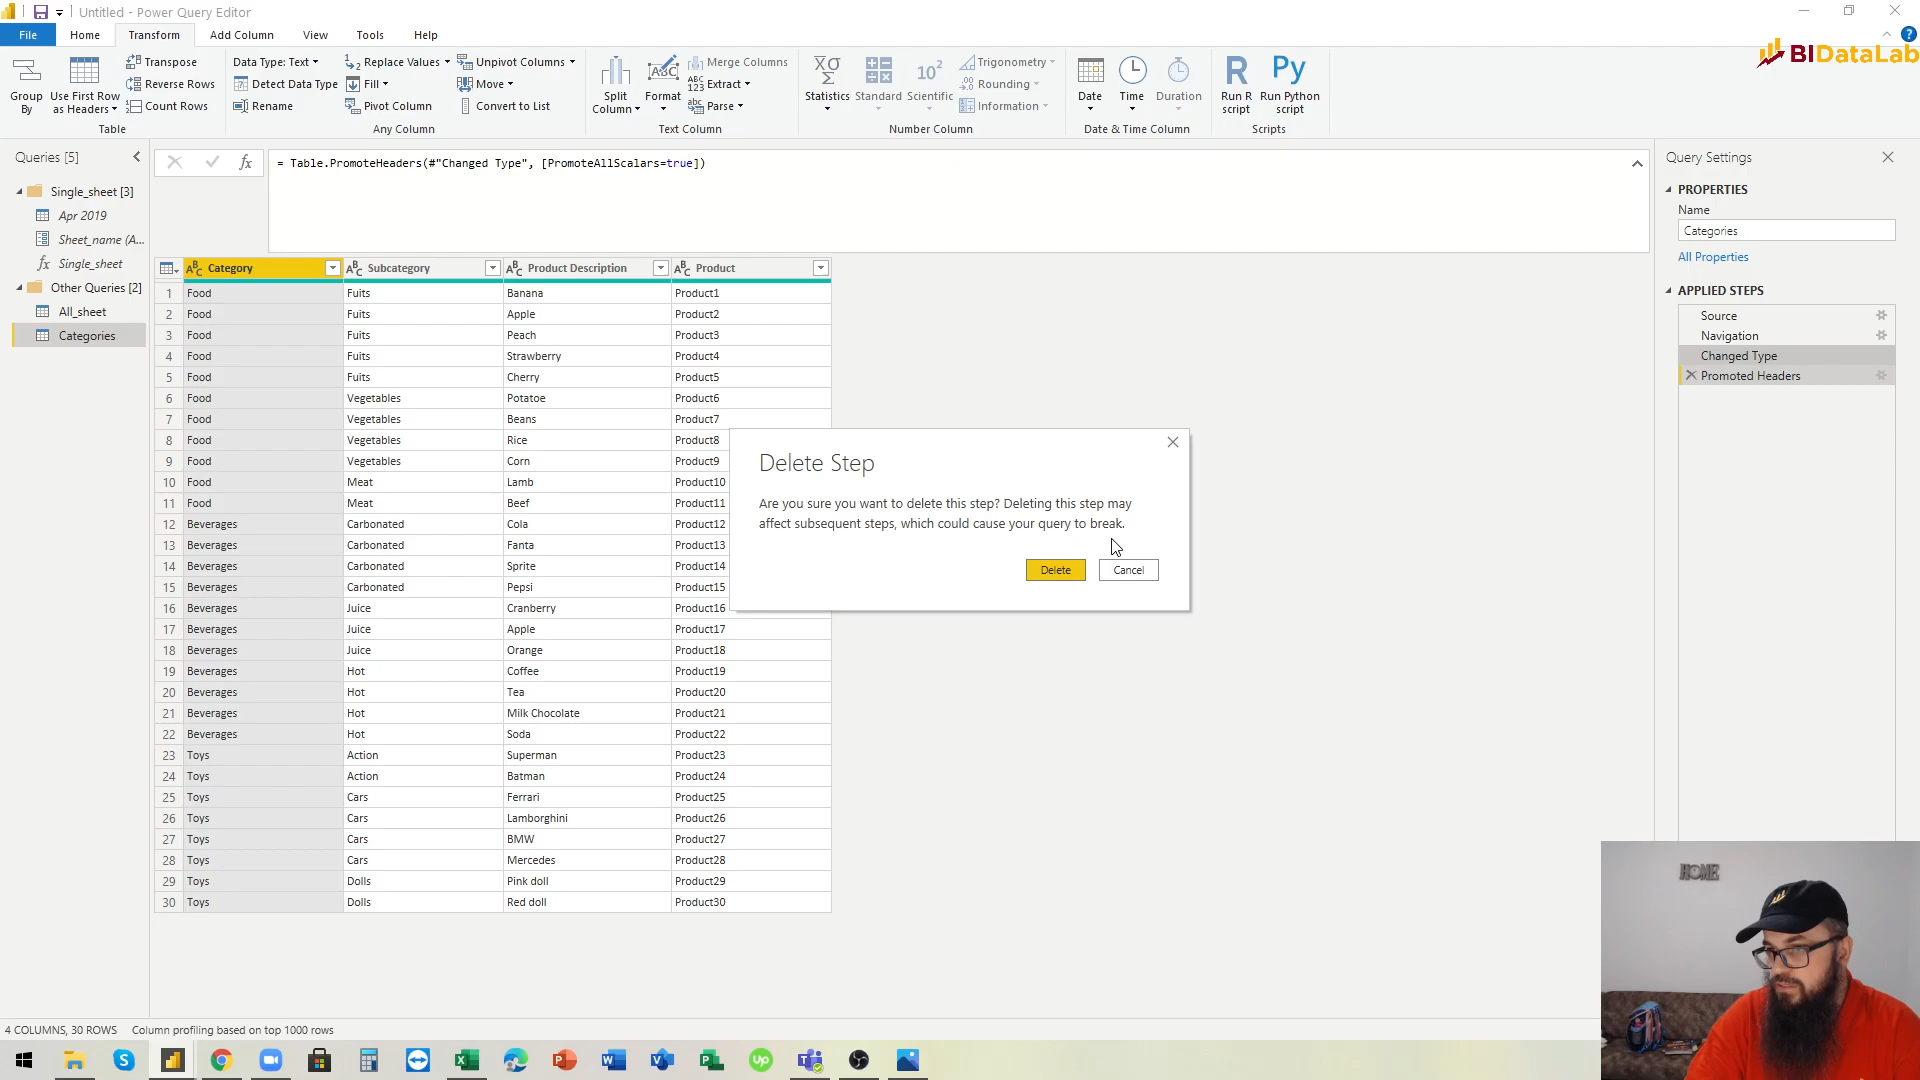 Untitled - Power Query Editor
File Home Transform Add Column View Tools Help
BIDataLab
Group By
Use First Row as Headers
Transpose
Reverse Rows
Count Rows
Table
Data Type: Text
Detect Data Type
Rename
Replace Values
Fill
Pivot Column
Unpivot Columns
Move
Convert to List
Any Column
Split Column
Format
Merge Columns
Extract
Parse
Text Column
Statistics
Standard
Scientific
Trigonometry
Rounding
Information
Number Column
Date
Time
Duration
Date & Time Column
Run R script
Run Python script
Scripts
Queries [5]
Single_sheet [3]
Apr 2019
Sheet_name (A...
Single_sheet
Other Queries [2]
All_sheet
Categories
= Table.PromoteHeaders(#"Changed Type", [PromoteAllScalars=true])
Category Subcategory Product Description Product
1 Food Fuits Banana Product1
2 Food Fuits Apple Product2
3 Food Fuits Peach Product3
4 Food Fuits Strawberry Product4
5 Food Fuits Cherry Product5
6 Food Vegetables Potatoe Product6
7 Food Vegetables Beans Product7
8 Food Vegetables Rice Product8
9 Food Vegetables Corn Product9
10 Food Meat Lamb Product10
11 Food Meat Beef Product11
12 Beverages Carbonated Cola Product12
13 Beverages Carbonated Fanta Product13
14 Beverages Carbonated Sprite Product14
15 Beverages Carbonated Pepsi Product15
16 Beverages Juice Cranberry Product16
17 Beverages Juice Apple Product17
18 Beverages Juice Orange Product18
19 Beverages Hot Coffee Product19
20 Beverages Hot Tea Product20
21 Beverages Hot Milk Chocolate Product21
22 Beverages Hot Soda Product22
23 Toys Action Superman Product23
24 Toys Action Batman Product24
25 Toys Cars Ferrari Product25
26 Toys Cars Lamborghini Product26
27 Toys Cars BMW Product27
28 Toys Cars Mercedes Product28
29 Toys Dolls Pink doll Product29
30 Toys Dolls Red doll Product30
Delete Step
Are you sure you want to delete this step? Deleting this step may
affect subsequent steps, which could cause your query to break.
Delete Cancel
Query Settings
PROPERTIES
Name
Categories
All Properties
APPLIED STEPS
Source
Navigation
Changed Type
Promoted Headers
HOME
4 COLUMNS, 30 ROWS Column profiling based on top 1000 rows